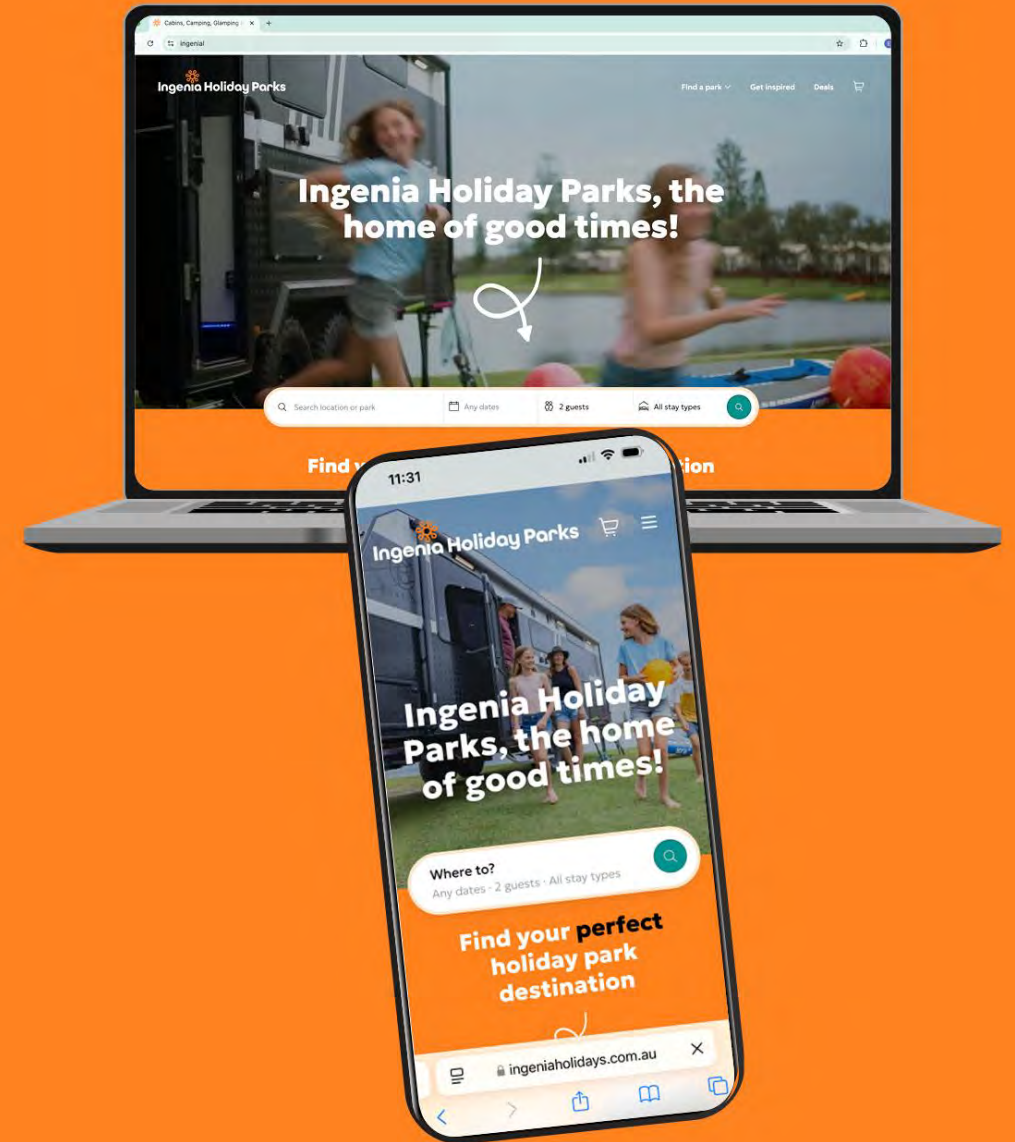 Cabins, Camping, Glamping
ingenial
Ingenia Holiday Parks
Find a park
Get inspired
Deals
Ingenia Holiday Parks, the
home of good times!
Search location or park
Any dates
2 guests
All stay types
Find
11:31
Ingenia Holiday Parks
Ingenia Holiday
Parks, the home
of good times!
Where to?
Any dates · 2 guests · All stay types
Find your perfect
holiday park
destination
ingeniaholidays.com.au